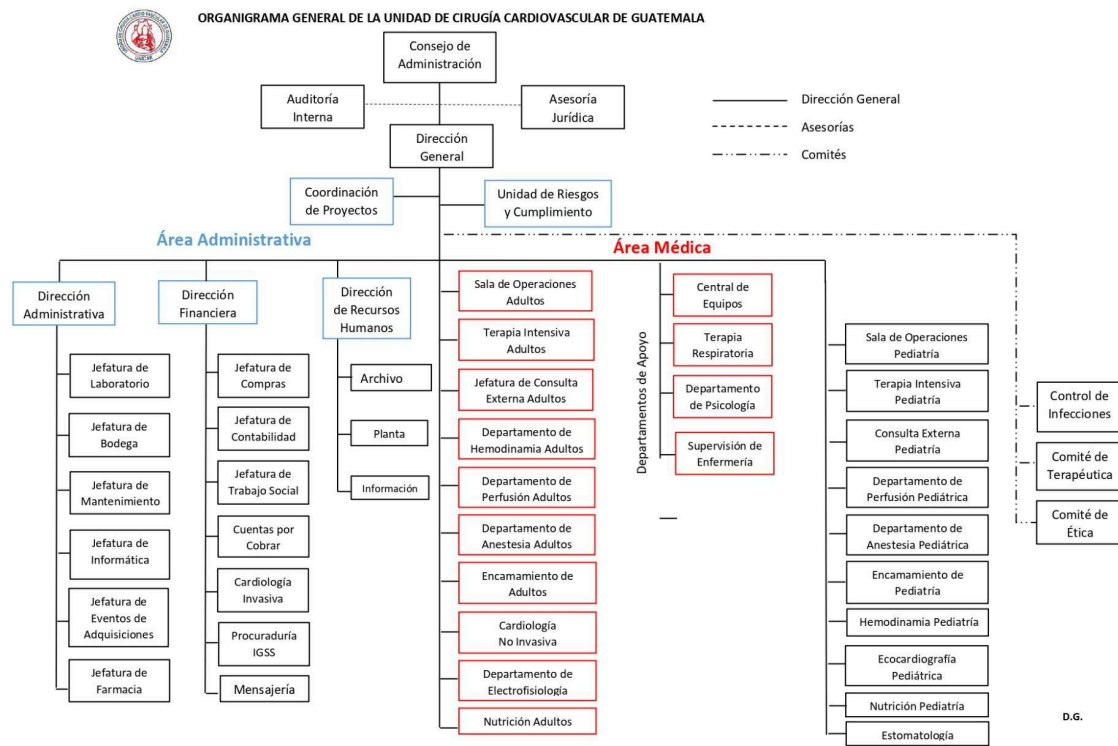 ORGANIGRAMA GENERAL DE LA UNIDAD DE CIRUGÍA CARDIOVASCULAR DE GUATEMALA
UNICAR
Consejo de
Administración
Auditoría
Interna
Asesoría
Jurídica
Dirección
General
Dirección General
Asesorías
Comités
Coordinación
de Proyectos
Unidad de Riesgos
y Cumplimiento
Área Administrativa
Área Médica
Dirección
Administrativa
Jefatura de
Laboratorio
Jefatura de
Bodega
Jefatura de
Mantenimiento
Jefatura de
Informática
Jefatura de
Eventos de
Adquisiciones
Jefatura de
Farmacia
Dirección
Financiera
Jefatura de
Compras
Jefatura de
Contabilidad
Jefatura de
Trabajo Social
Cuentas por
Cobrar
Cardiología
Invasiva
Procuraduría
IGSS
Mensajería
Dirección
de Recursos
Humanos
Archivo
Planta
Información
Sala de Operaciones
Adultos
Terapia Intensiva
Adultos
Jefatura de Consulta
Externa Adultos
Departamento de
Hemodinamia Adultos
Departamento de
Perfusión Adultos
Departamento de
Anestesia Adultos
Encamamiento de
Adultos
Cardiología
No Invasiva
Departamento de
Electrofisiología
Nutrición Adultos
Departamentos de Apoyo
Central de
Equipos
Terapia
Respiratoria
Departamento
de Psicología
Supervisión de
Enfermería
Sala de Operaciones
Pediatría
Terapia Intensiva
Pediatría
Consulta Externa
Pediatría
Departamento de
Perfusión Pediátrica
Departamento de
Anestesia Pediátrica
Encamamiento de
Pediatría
Hemodinamia Pediatría
Ecocardiografía
Pediátrica
Nutrición Pediatría
Estomatología
Control de
Infecciones
Comité de
Terapéutica
Comité de
Ética
D.G.